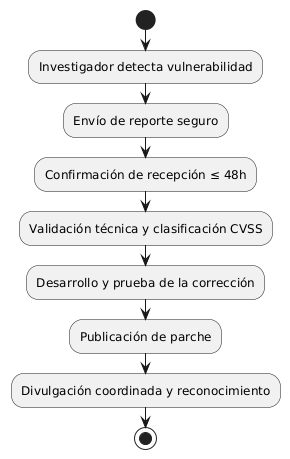 Investigador detecta vulnerabilidad
Envío de reporte seguro
Confirmación de recepción ≤ 48h
Validación técnica y clasificación CVSS
Desarrollo y prueba de la corrección
Publicación de parche
Divulgación coordinada y reconocimiento